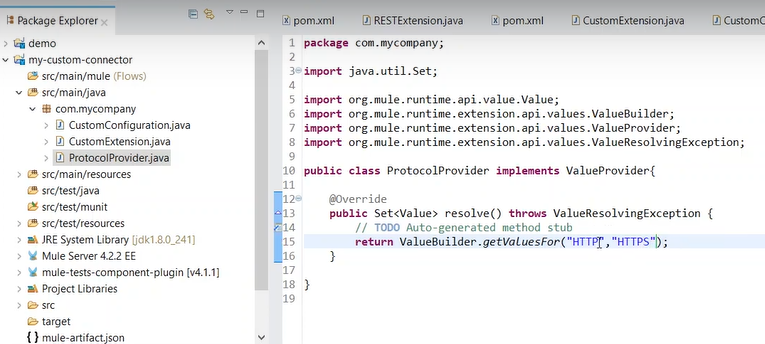 Package Explorer
demo
my-custom-connector
src/main/mule (Flows)
src/main/java
com.mycompany
CustomConfiguration.java
CustomExtension.java
ProtocolProvider.java
src/main/resources
src/test/java
src/test/munit
src/test/resources
JRE System Library [jdk1.8.0_241]
Mule Server 4.2.2 EE
mule-tests-component-plugin [v4.1.1]
Project Libraries
src
target
mule-artifact.json
pom.xml
RESTExtension.java
pom.xml
CustomExtension.java
CustomC
1 package com.mycompany;
2
3 import java.util.Set;
4
5 import org.mule.runtime.api.value.Value;
6 import org.mule.runtime.extension.api.values.ValueBuilder;
7 import org.mule.runtime.extension.api.values.ValueProvider;
8 import org.mule.runtime.extension.api.values.ValueResolvingException;
9
10 public class ProtocolProvider implements ValueProvider{
11
12 @Override
13 public Set<Value> resolve() throws ValueResolvingException {
14 // TODO Auto-generated method stub
15 return ValueBuilder.getValuesFor("HTTP","HTTPS");
16 }
17
18 }
19